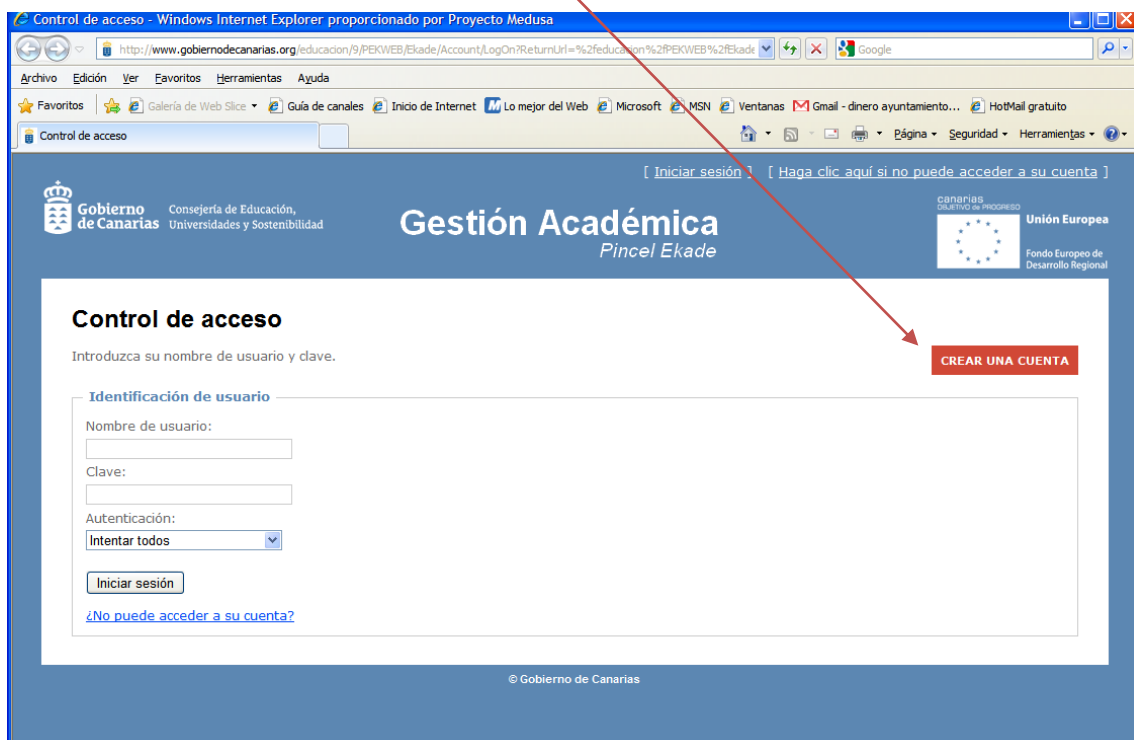 Control de acceso - Windows Internet Explorer proporcionado por Proyecto Medusa
http://www.gobiernodecanarias.org/educacion/9/PEKWEB/Ekade/Account/LogOn?ReturnUrl=%2feducacion%2fPEKWEB%2fEkade
Google
Archivo Edición Ver Favoritos Herramientas Ayuda
Favoritos Galería de Web Slice Guía de canales Inicio de Internet Lo mejor del Web Microsoft MSN Ventanas Gmail - dinero ayuntamiento... HotMail gratuito
Control de acceso Página Seguridad Herramientas
[ Iniciar sesión ] [ Haga clic aquí si no puede acceder a su cuenta ]
Gobierno de Canarias
Consejería de Educación, Universidades y Sostenibilidad
Gestión Académica
Pincel Ekade
canarias
OBJETIVO de PROGRESO
Unión Europea
Fondo Europeo de
Desarrollo Regional
Control de acceso
Introduzca su nombre de usuario y clave.
CREAR UNA CUENTA
Identificación de usuario
Nombre de usuario:
Clave:
Autenticación:
Intentar todos
Iniciar sesión
¿No puede acceder a su cuenta?
© Gobierno de Canarias